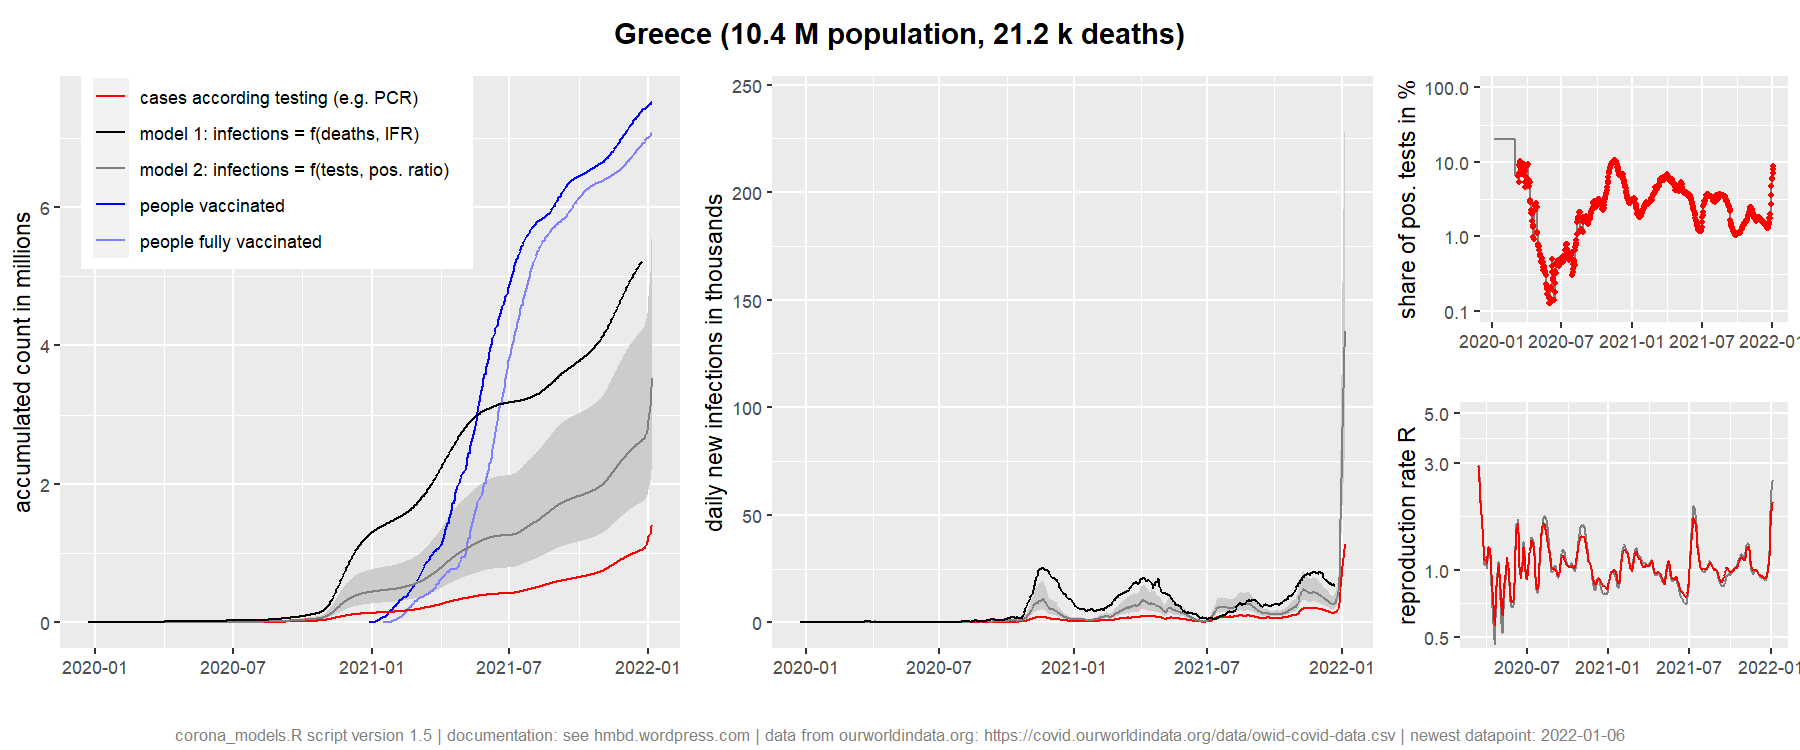 Greece (10.4 M population, 21.2 k deaths)
cases according testing (e.g. PCR)
model 1: infections = f(deaths, IFR)
model 2: infections = f(tests, pos. ratio)
people vaccinated
people fully vaccinated
accumulated count in millions
6
4
2
0
2020-01 2020-07 2021-01 2021-07 2022-01
daily new infections in thousands
250
200
150
100
50
0
2020-01 2020-07 2021-01 2021-07 2022-01
share of pos. tests in %
100.0
10.0
1.0
0.1
2020-01 2020-07 2021-01 2021-07 2022-01
reproduction rate R
5.0
3.0
1.0
0.5
2020-07 2021-01 2021-07 2022-01
corona_models.R script version 1.5 | documentation: see hmbd.wordpress.com | data from ourworldindata.org: https://covid.ourworldindata.org/data/owid-covid-data.csv | newest datapoint: 2022-01-06